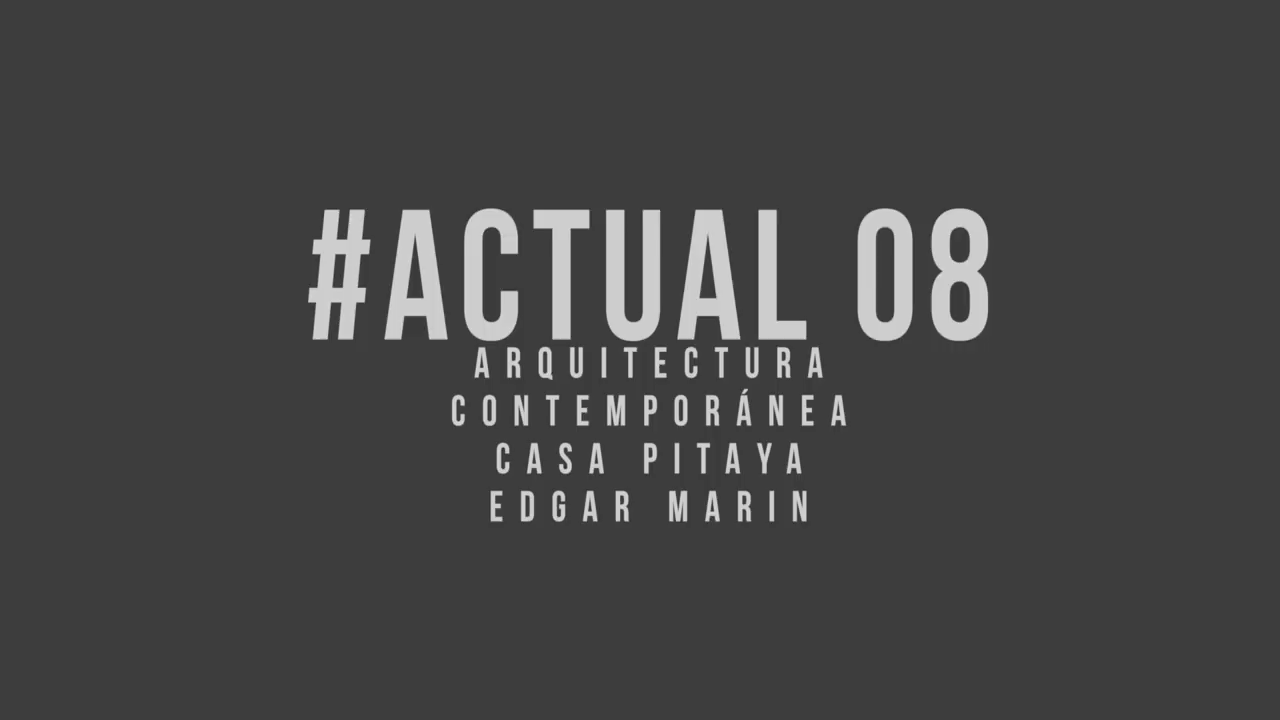 #ACTUAL 08
ARQUITECTURA
CONTEMPORÁNEA
CASA PITAYA
EDGAR MARIN